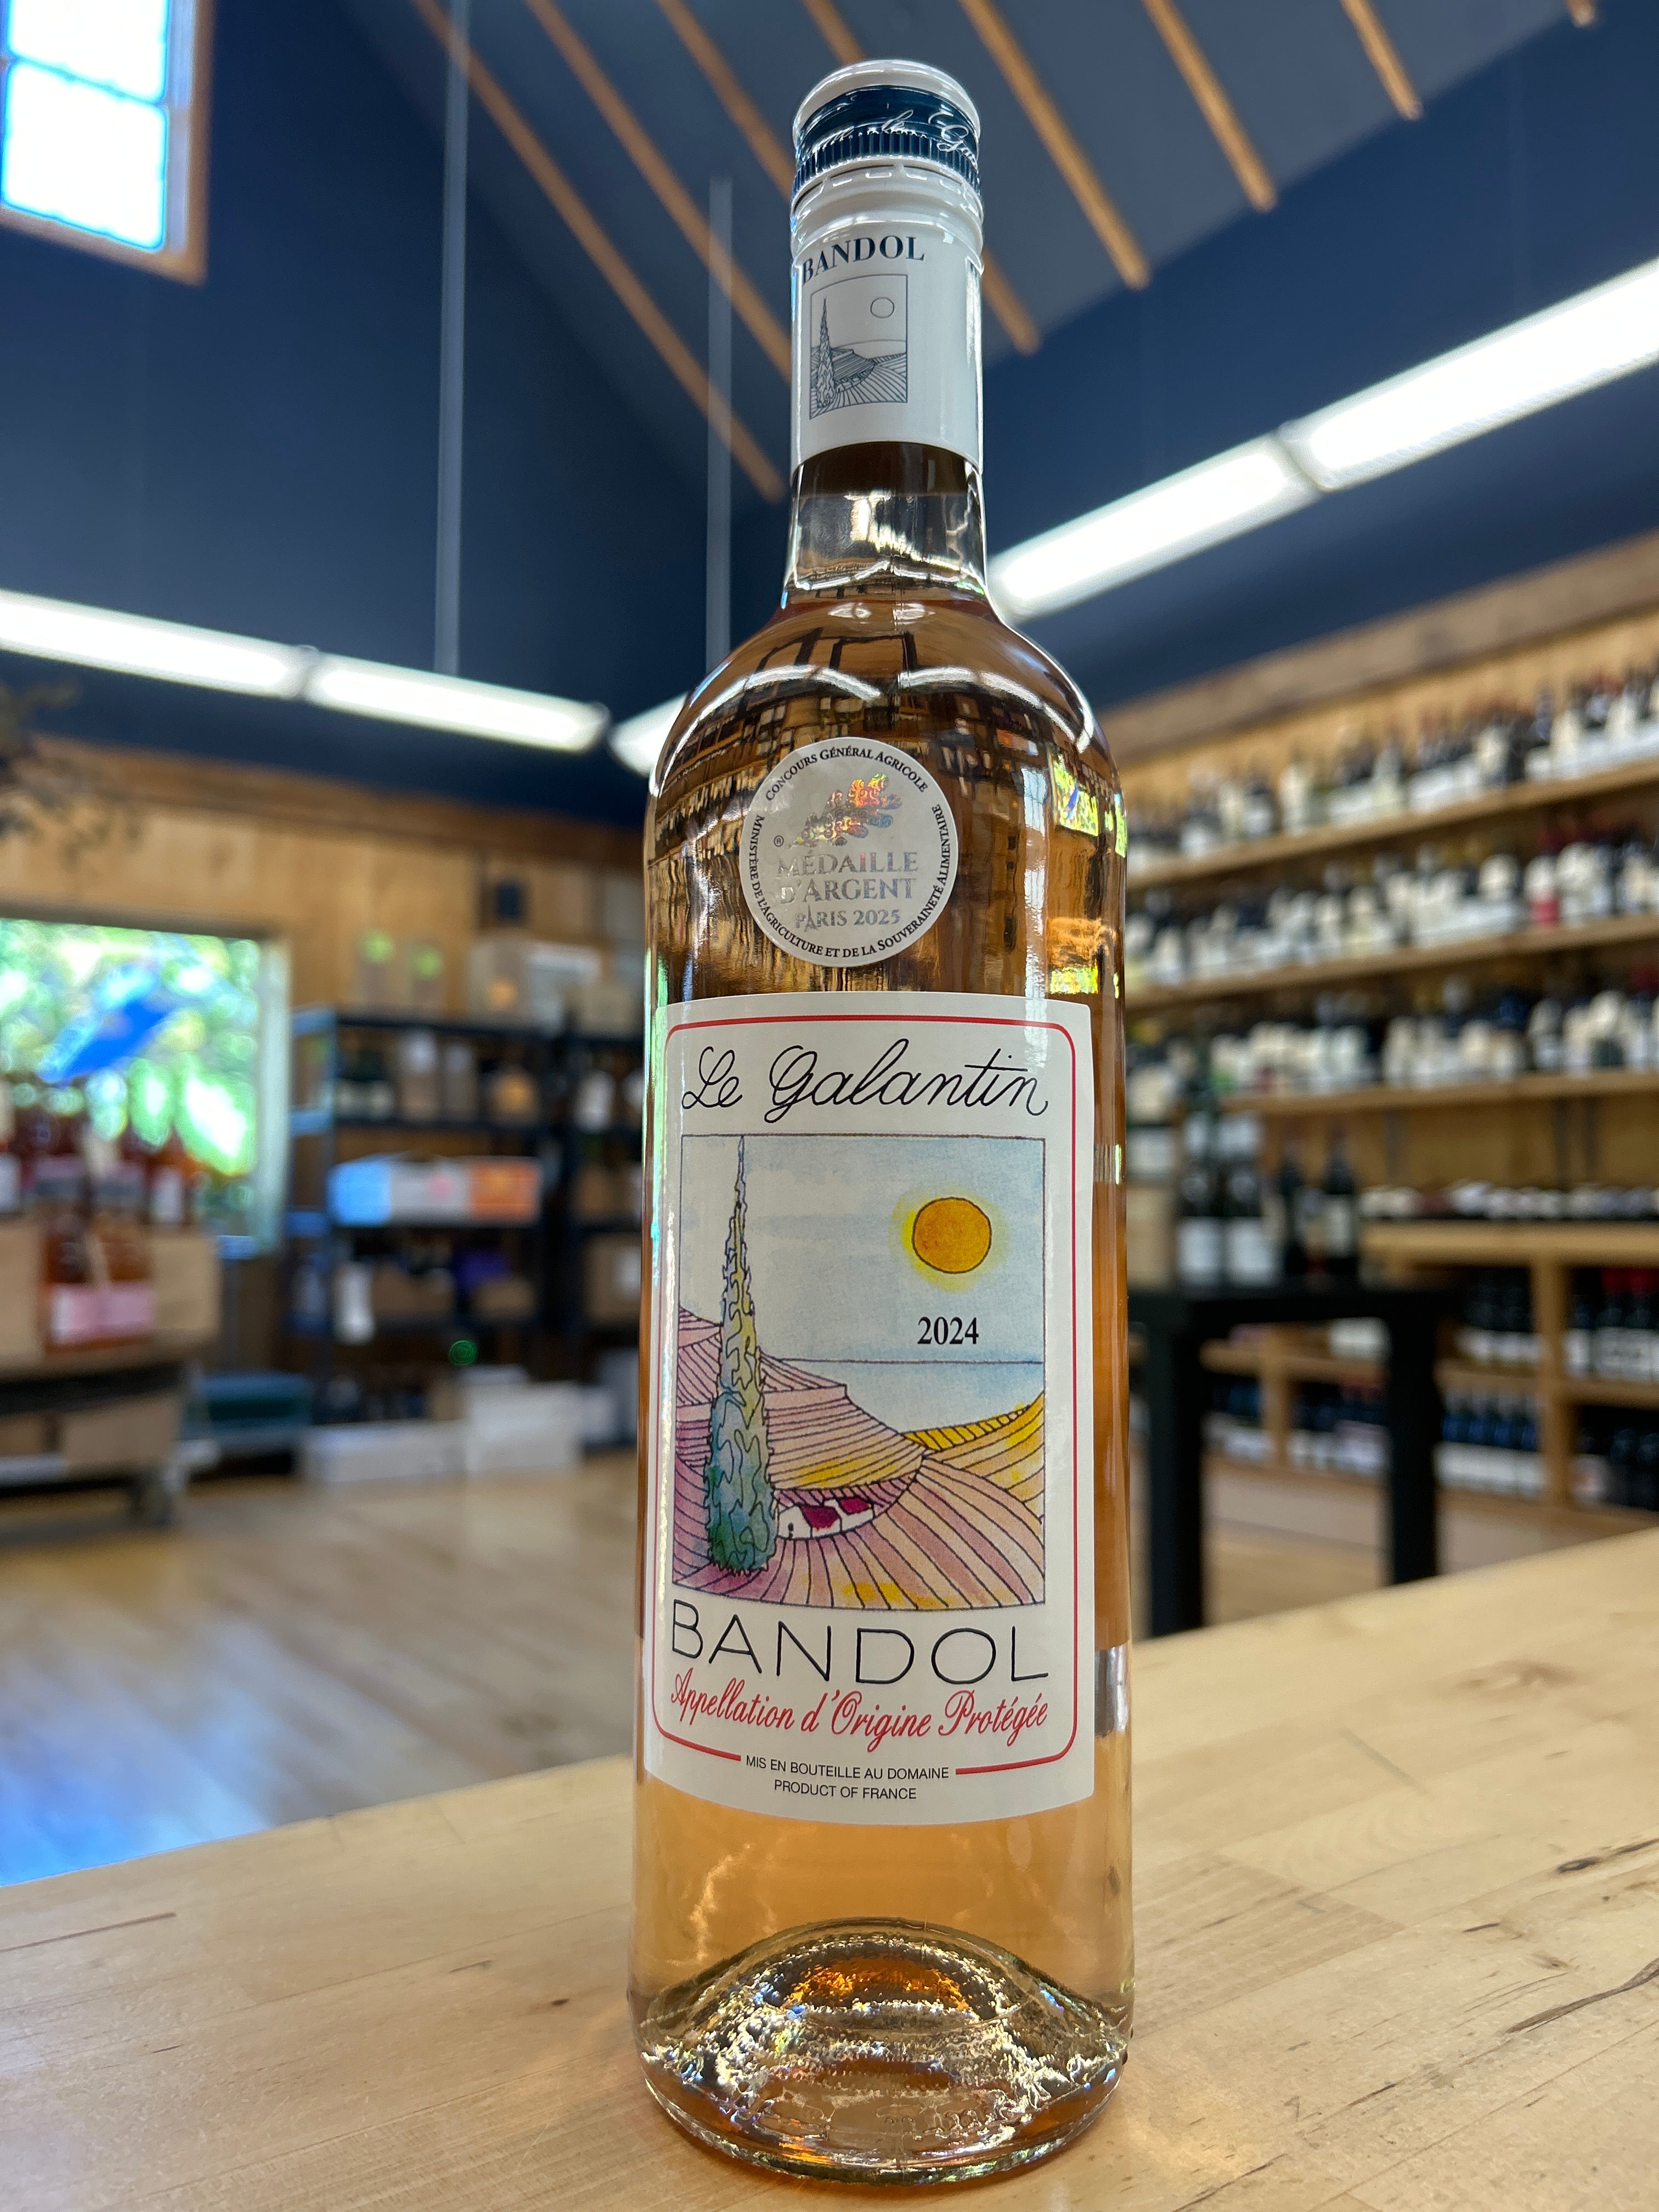 BANDOL
CONCOURS GÉNÉRAL AGRICOLE
®
MÉDAILLE
D'ARGENT
PARIS 2025
MINISTÈRE DE L'AGRICULTURE ET DE LA SOUVERAINETÉ ALIMENTAIRE
Le Galantin
2024
BANDOL
Appellation d'Origine Protégée
MIS EN BOUTEILLE AU DOMAINE
PRODUCT OF FRANCE